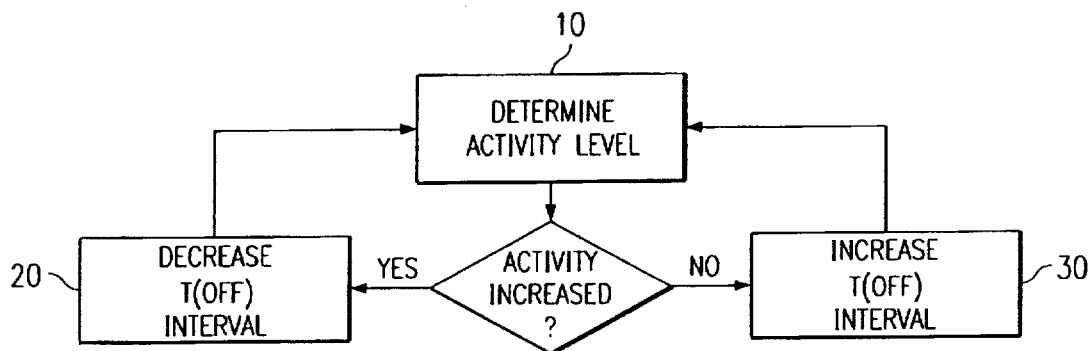 10
DETERMINE
ACTIVITY LEVEL
20
DECREASE
T(OFF)
INTERVAL
YES
ACTIVITY
INCREASED
?
NO
INCREASE
T(OFF)
INTERVAL
30